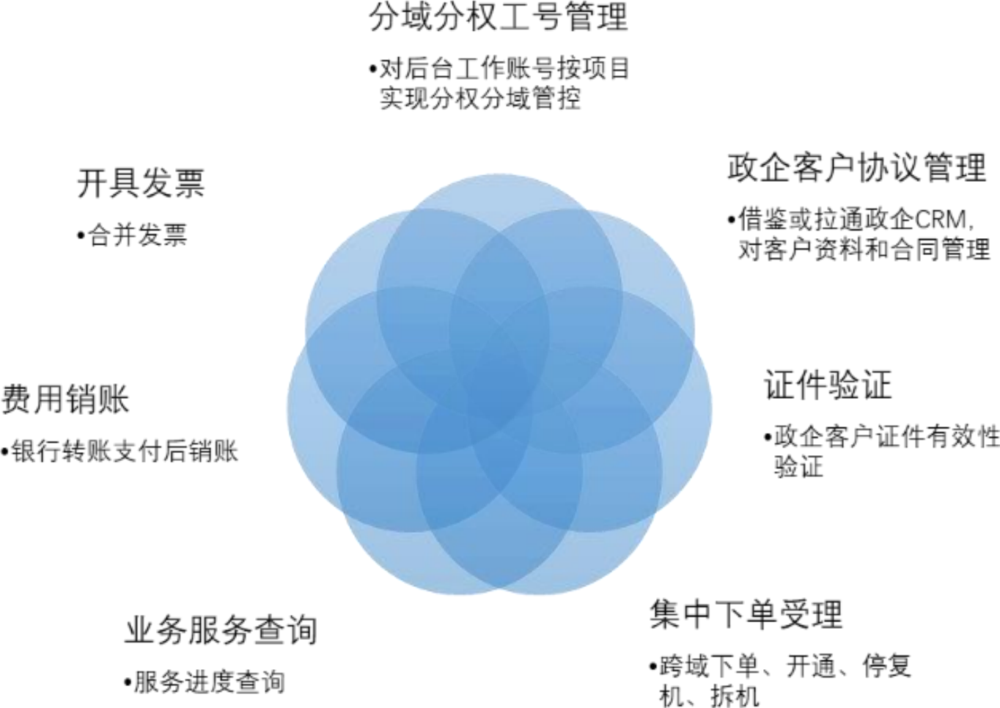 分域分权工号管理
•对后台工作账号按项目
实现分权分域管控
政企客户协议管理
•借鉴或拉通政企CRM，
对客户资料和合同管理
证件验证
•政企客户证件有效性
验证
集中下单受理
•跨域下单、开通、停复
机、拆机
业务服务查询
•服务进度查询
费用销账
•银行转账支付后销账
开具发票
•合并发票